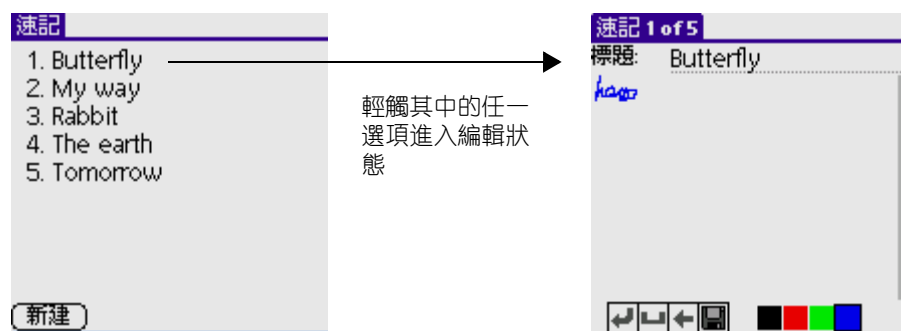 速記
1. Butterfly
2. My way
3. Rabbit
4. The earth
5. Tomorrow
新建
輕觸其中的任一
選項進入編輯狀
態
速記 1 of 5
標題: Butterfly